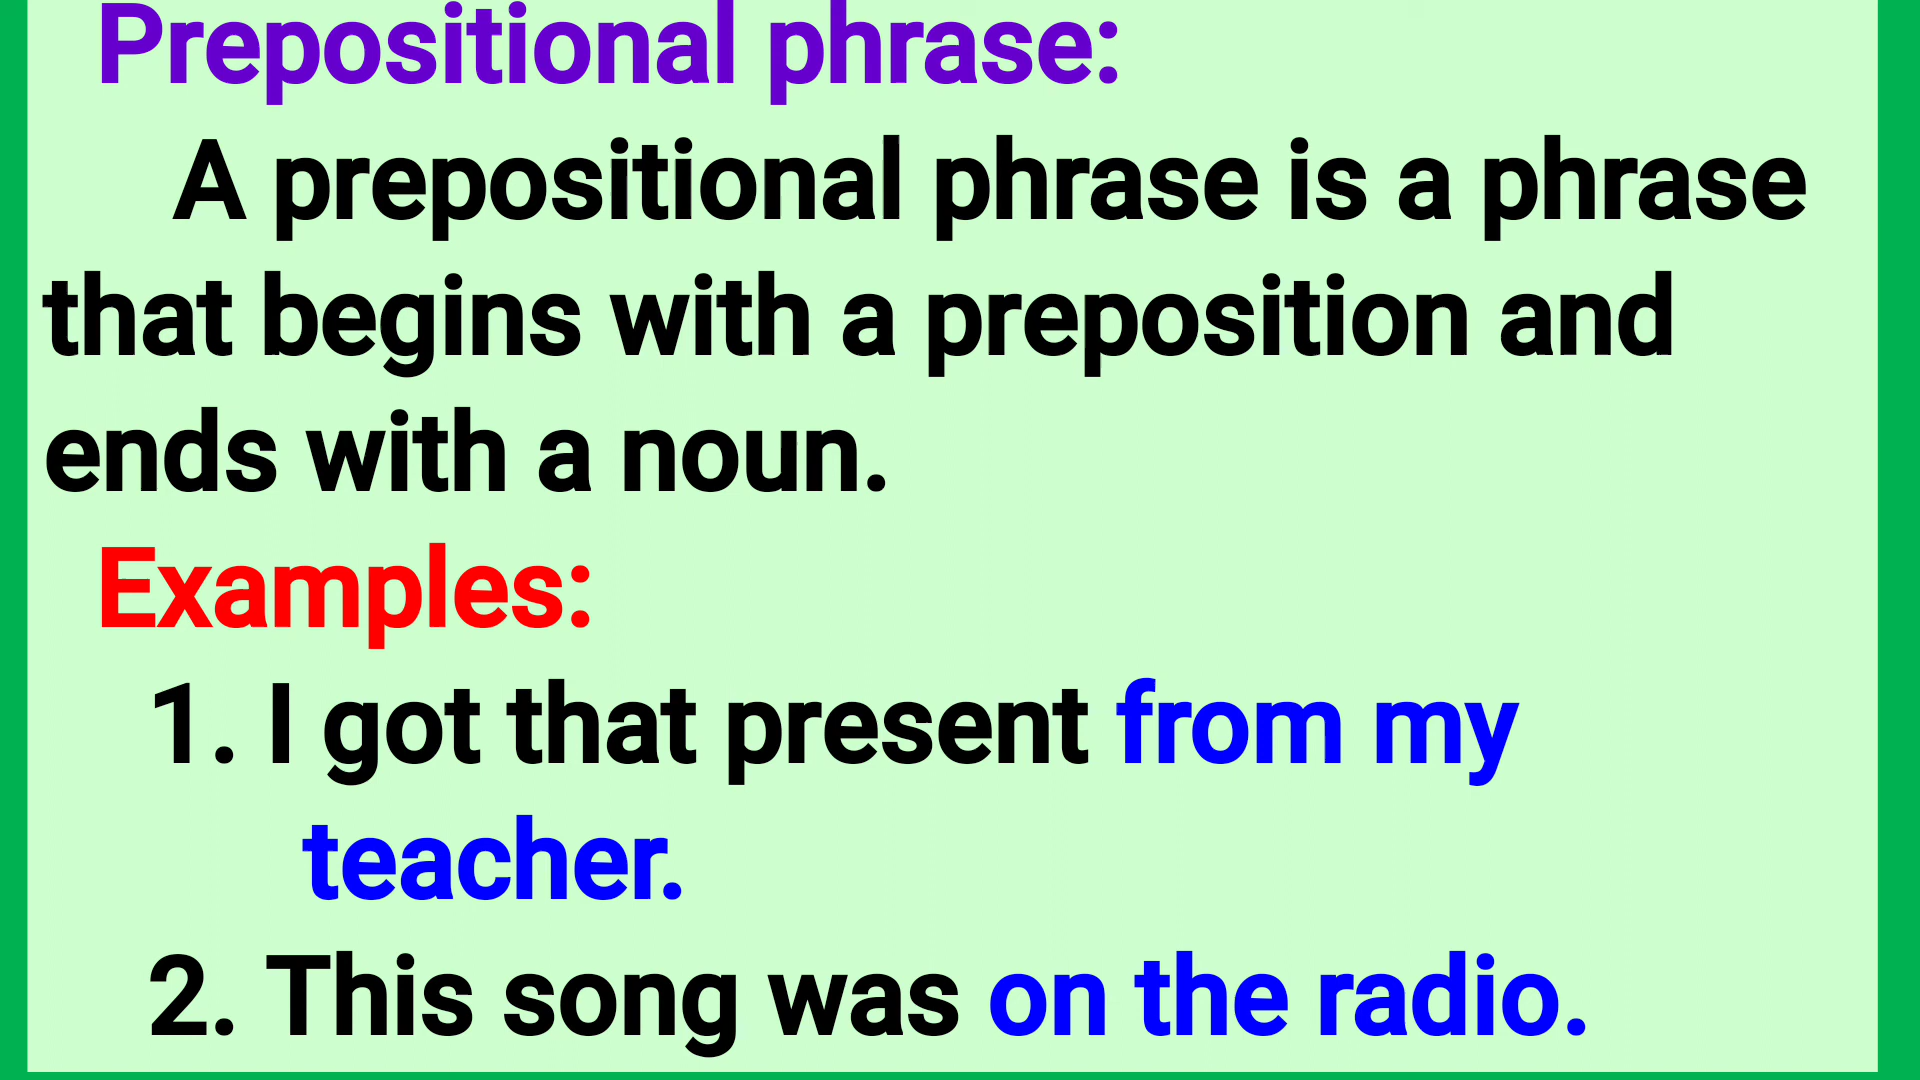 Prepositional phrase:
A prepositional phrase is a phrase
that begins with a preposition and
ends with a noun.
Examples:
1. I got that present from my
teacher.
2. This song was on the radio.